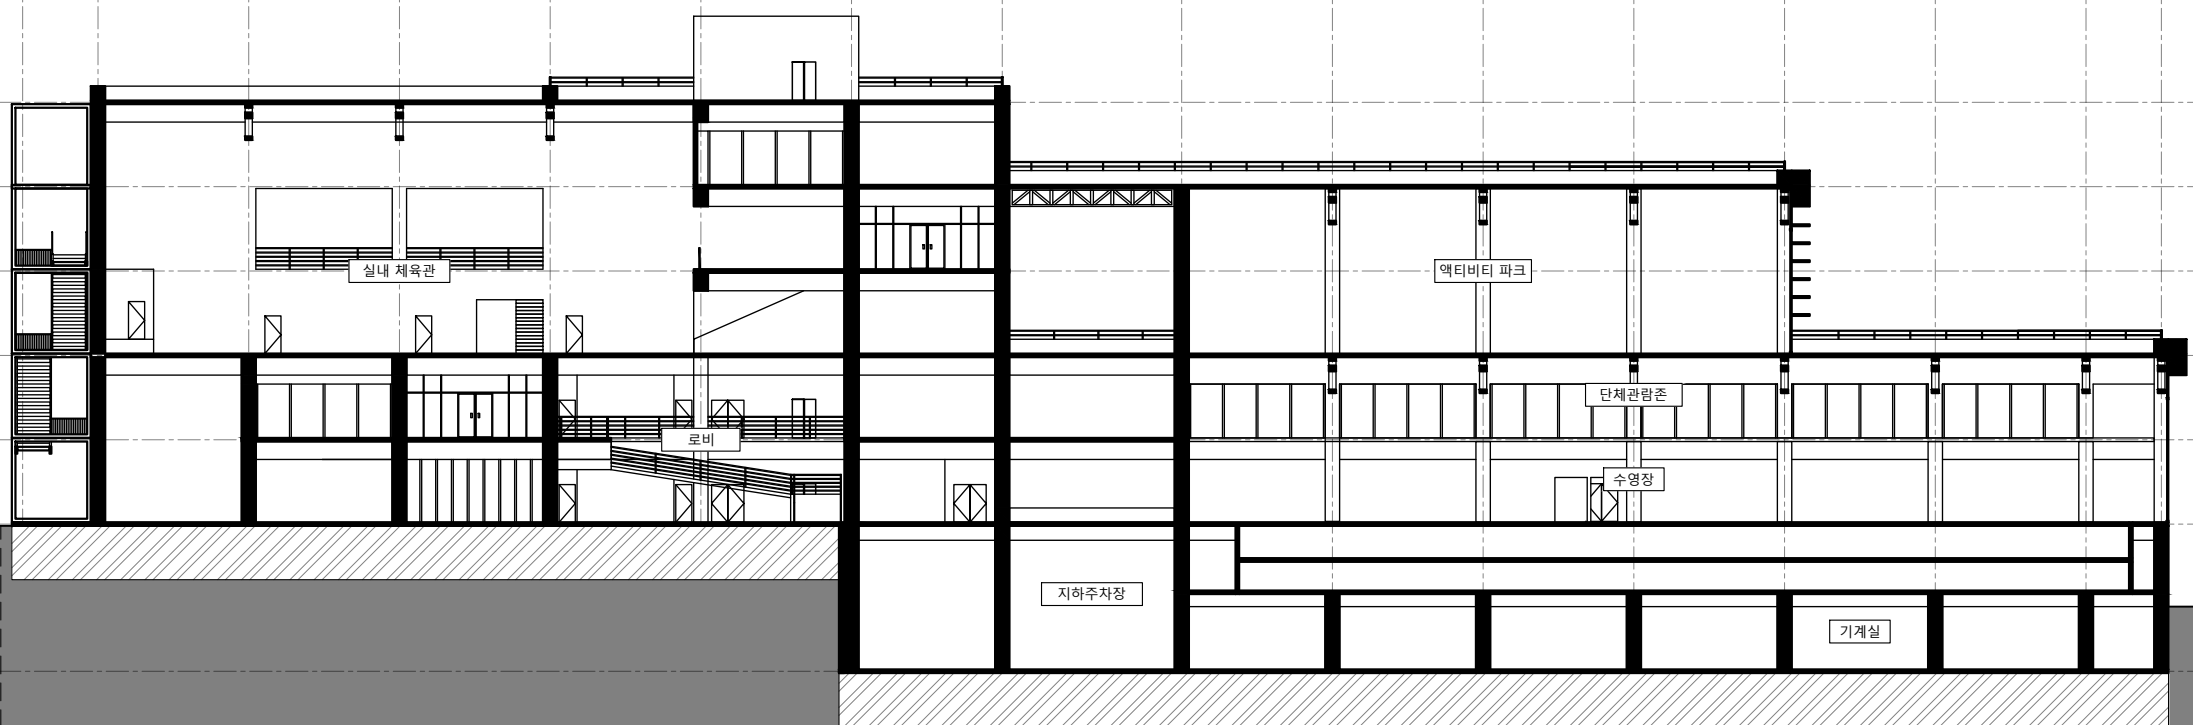 실내 체육관
액티비티 파크
단체관람존
로비
수영장
지하주차장
기계실